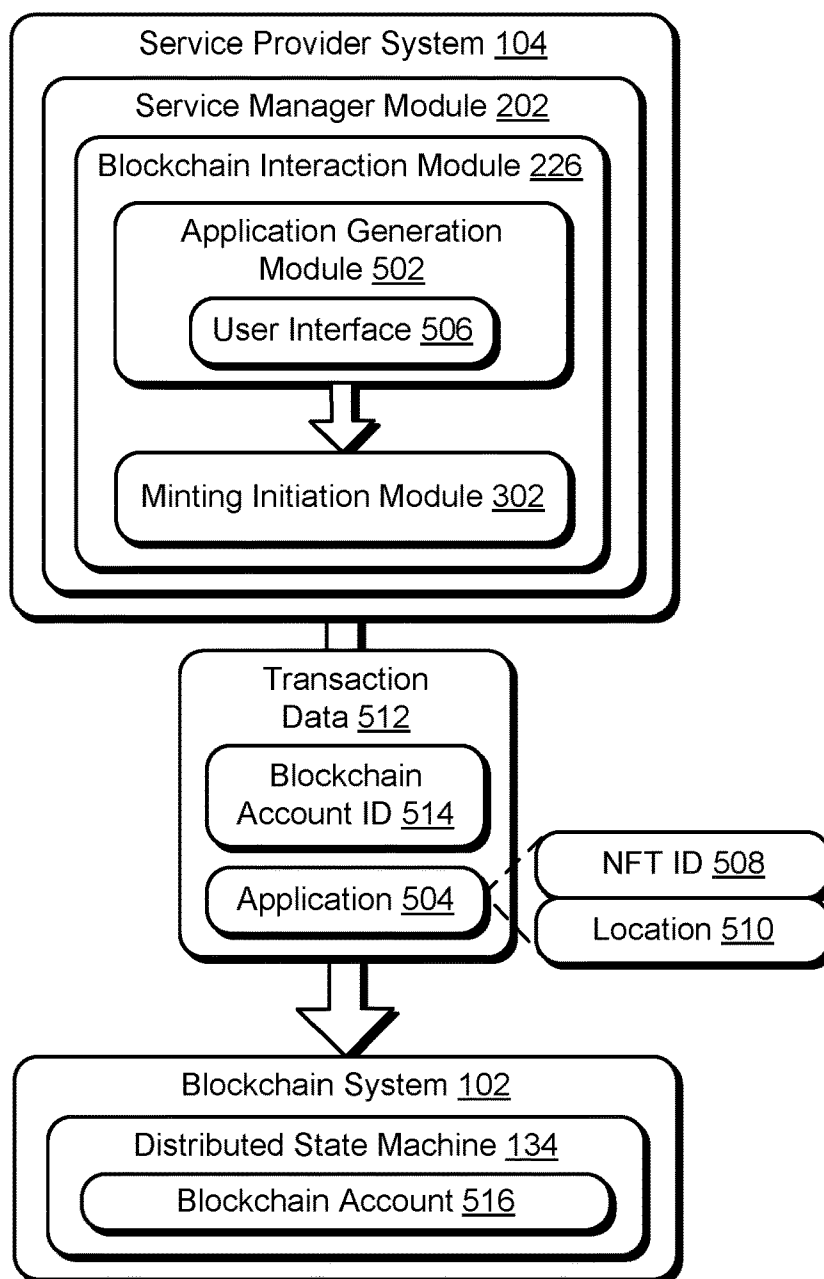 Service Provider System 104
Service Manager Module 202
Blockchain Interaction Module 226
Application Generation
Module 502
User Interface 506
Minting Initiation Module 302
Transaction
Data 512
Blockchain
Account ID 514
Application 504
NFT ID 508
Location 510
Blockchain System 102
Distributed State Machine 134
Blockchain Account 516